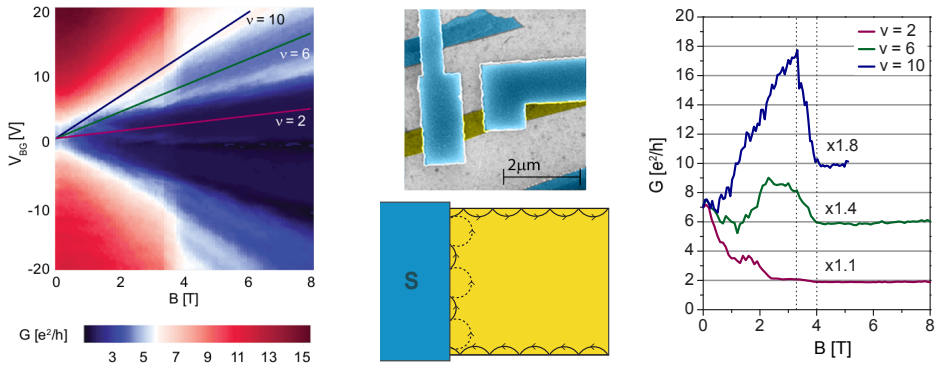 20
10
0
-10
-20
V_BG [V]
ν = 10
ν = 6
ν = 2
0 2 4 6 8
B [T]
G [e²/h]
3 5 7 9 11 13 15
2μm
S
20
18
16
14
12
10
8
6
4
2
0
G [e²/h]
ν = 2
ν = 6
ν = 10
x1.8
x1.4
x1.1
0 2 4 6 8
B [T]